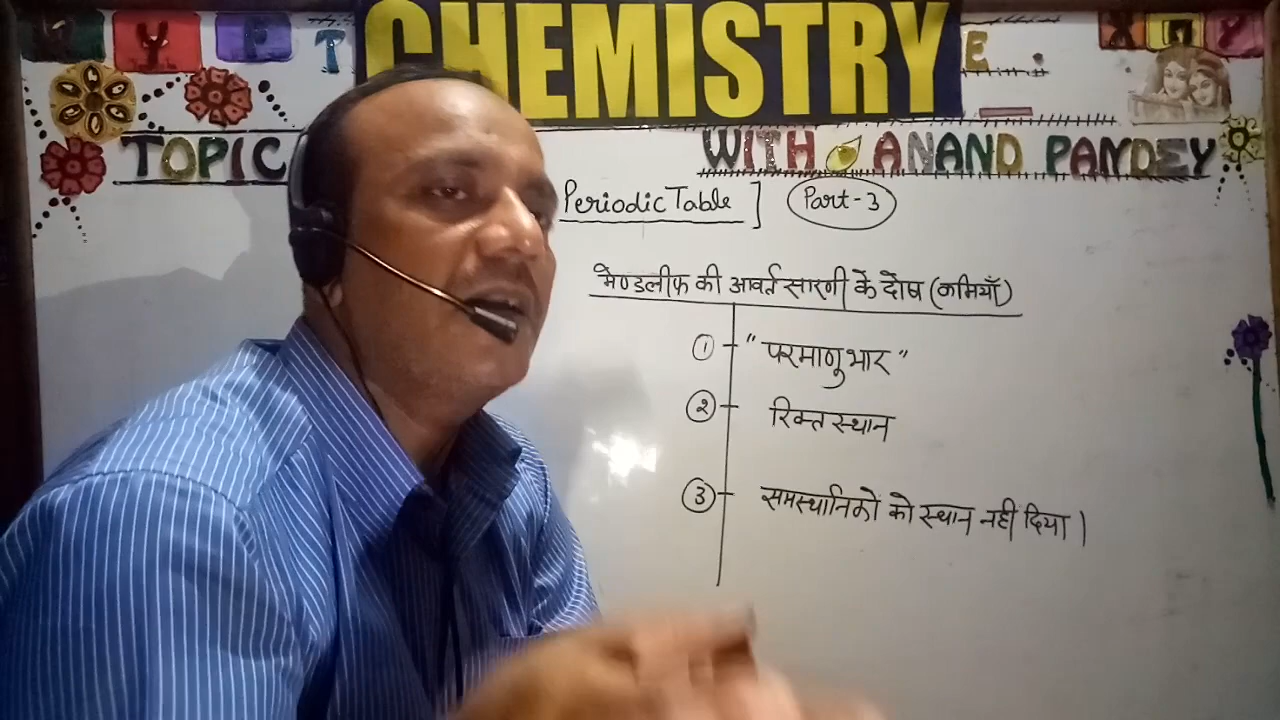 CHEMISTRY
TOPIC
WITH ANAND PANDEY
Periodic Table ] Part-3
मेण्डलीफ की आवर्त सारणी के दोष (कमियाँ)
① "परमाणु भार"
② रिक्त स्थान
③ समस्थानिको को स्थान नही दिया।